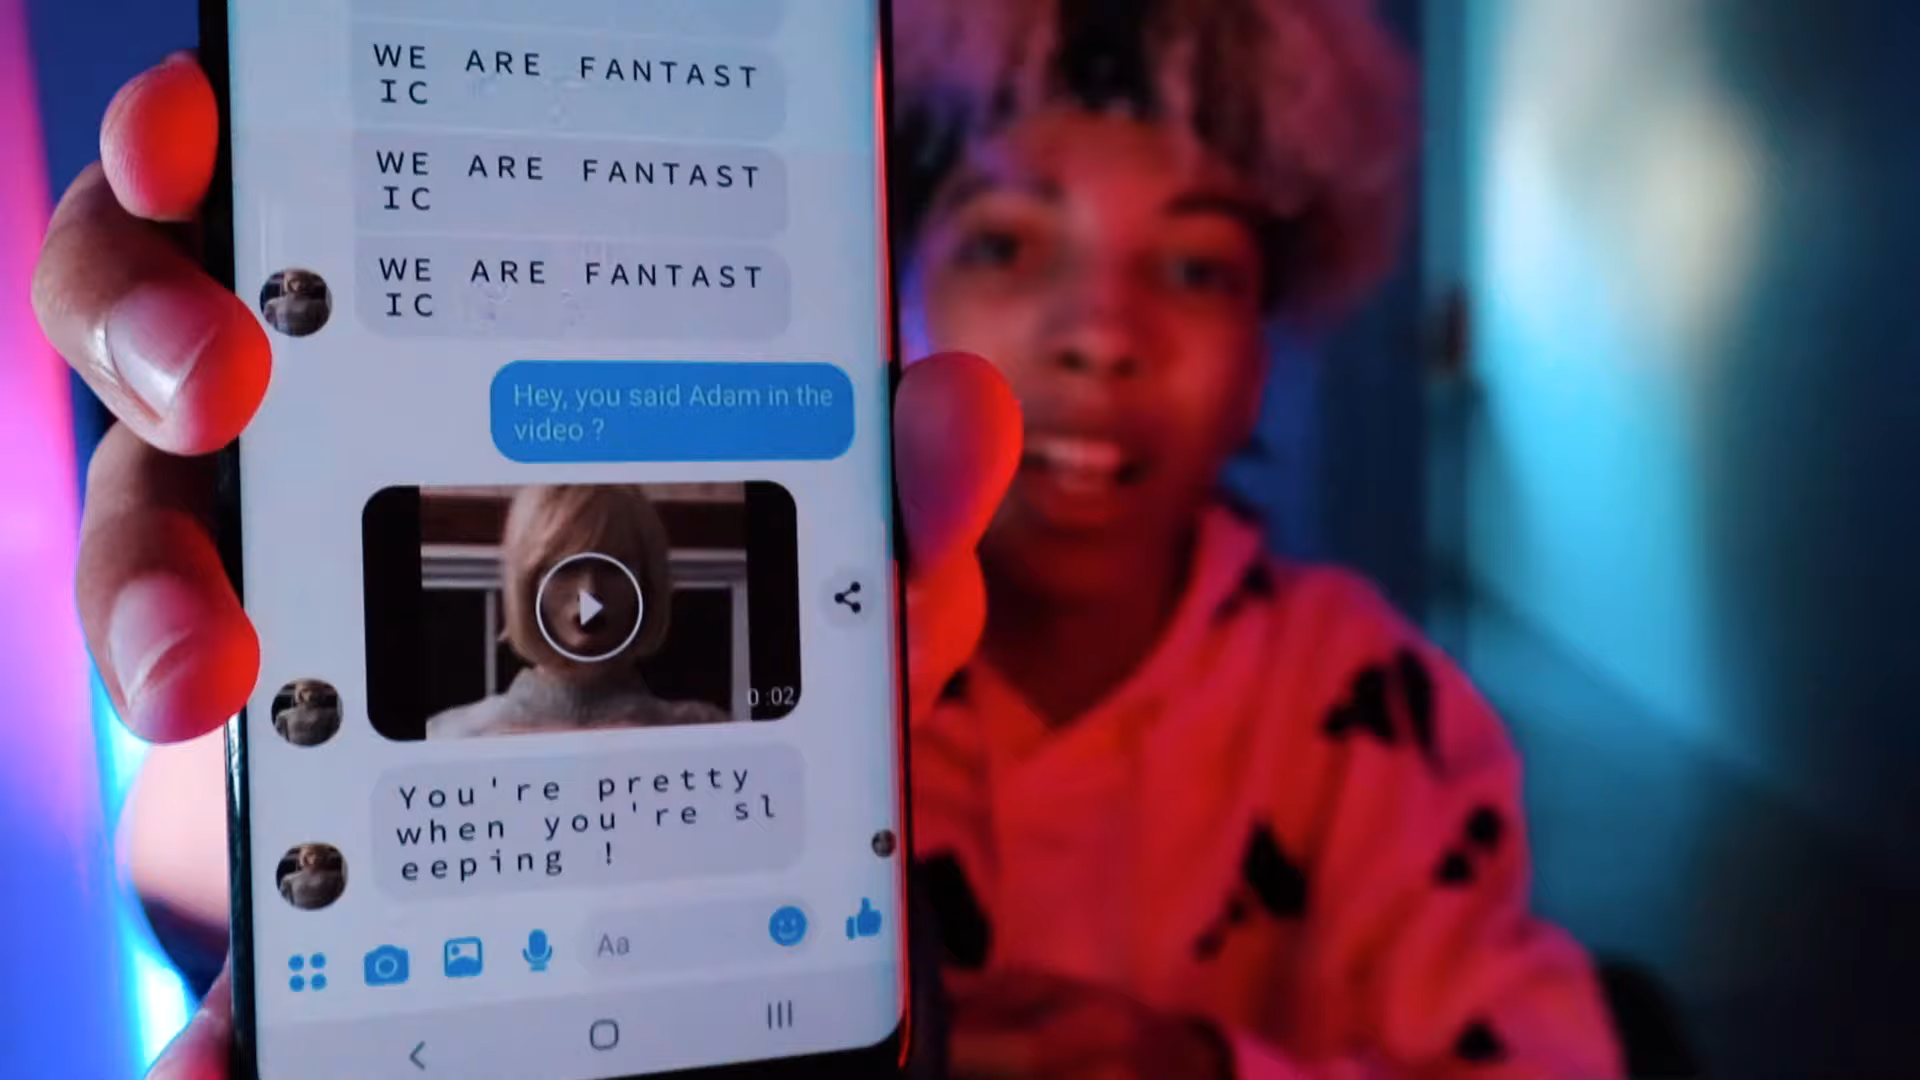 WE ARE FANTAST
IC
WE ARE FANTAST
IC
WE ARE FANTAST
IC
Hey, you said Adam in the
video ?
0:02
You're pretty
when you're sl
eeping !
Aa